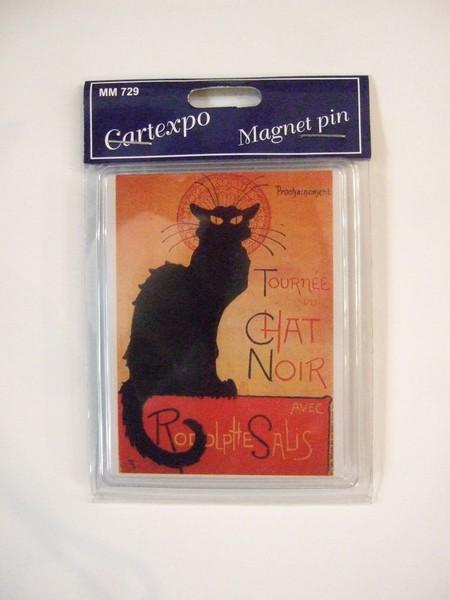 MM 729
Cartexpo
Magnet pin
Prochainement
TOURNÉE
DU
CHAT
NOIR
AVEC
RODOLPHE SALIS